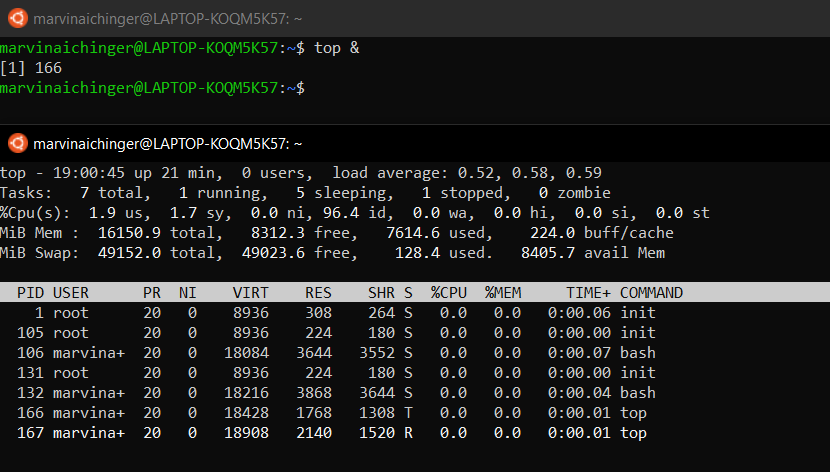 marvinaichinger@LAPTOP-KOQM5K57: ~
marvinaichinger@LAPTOP-KOQM5K57:~$ top &
[1] 166
marvinaichinger@LAPTOP-KOQM5K57:~$
marvinaichinger@LAPTOP-KOQM5K57: ~
top - 19:00:45 up 21 min,  0 users,  load average: 0.52, 0.58, 0.59
Tasks:   7 total,   1 running,   5 sleeping,   1 stopped,   0 zombie
%Cpu(s):  1.9 us,  1.7 sy,  0.0 ni, 96.4 id,  0.0 wa,  0.0 hi,  0.0 si,  0.0 st
MiB Mem :  16150.9 total,   8312.3 free,   7614.6 used,    224.0 buff/cache
MiB Swap:  49152.0 total,  49023.6 free,    128.4 used.   8405.7 avail Mem
PID USER      PR  NI    VIRT    RES    SHR S  %CPU  %MEM     TIME+ COMMAND
1 root      20   0    8936    308    264 S   0.0   0.0   0:00.06 init
105 root      20   0    8936    224    180 S   0.0   0.0   0:00.00 init
106 marvina+  20   0   18084   3644   3552 S   0.0   0.0   0:00.07 bash
131 root      20   0    8936    224    180 S   0.0   0.0   0:00.00 init
132 marvina+  20   0   18216   3868   3644 S   0.0   0.0   0:00.04 bash
166 marvina+  20   0   18428   1768   1308 T   0.0   0.0   0:00.01 top
167 marvina+  20   0   18908   2140   1520 R   0.0   0.0   0:00.01 top